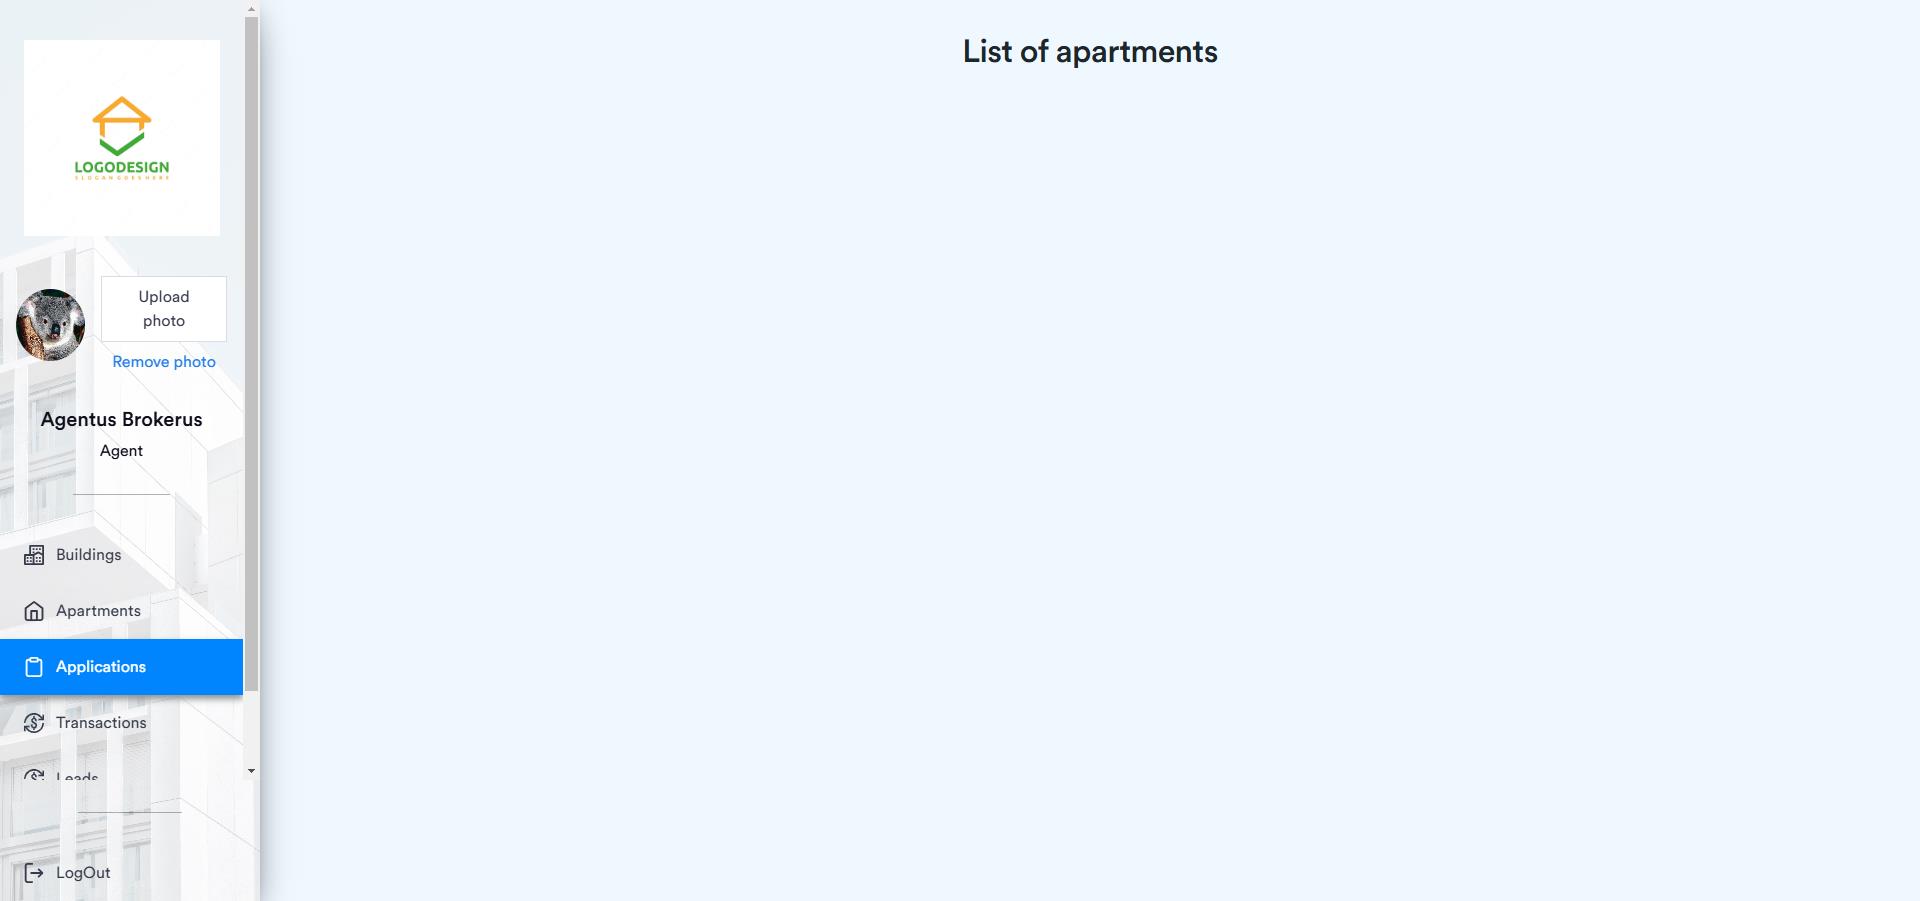 List of apartments
LOGODESIGN
SLOGAN GOES HERE
Upload
photo
Remove photo
Agentus Brokerus
Agent
Buildings
Apartments
Applications
Transactions
Leads
LogOut